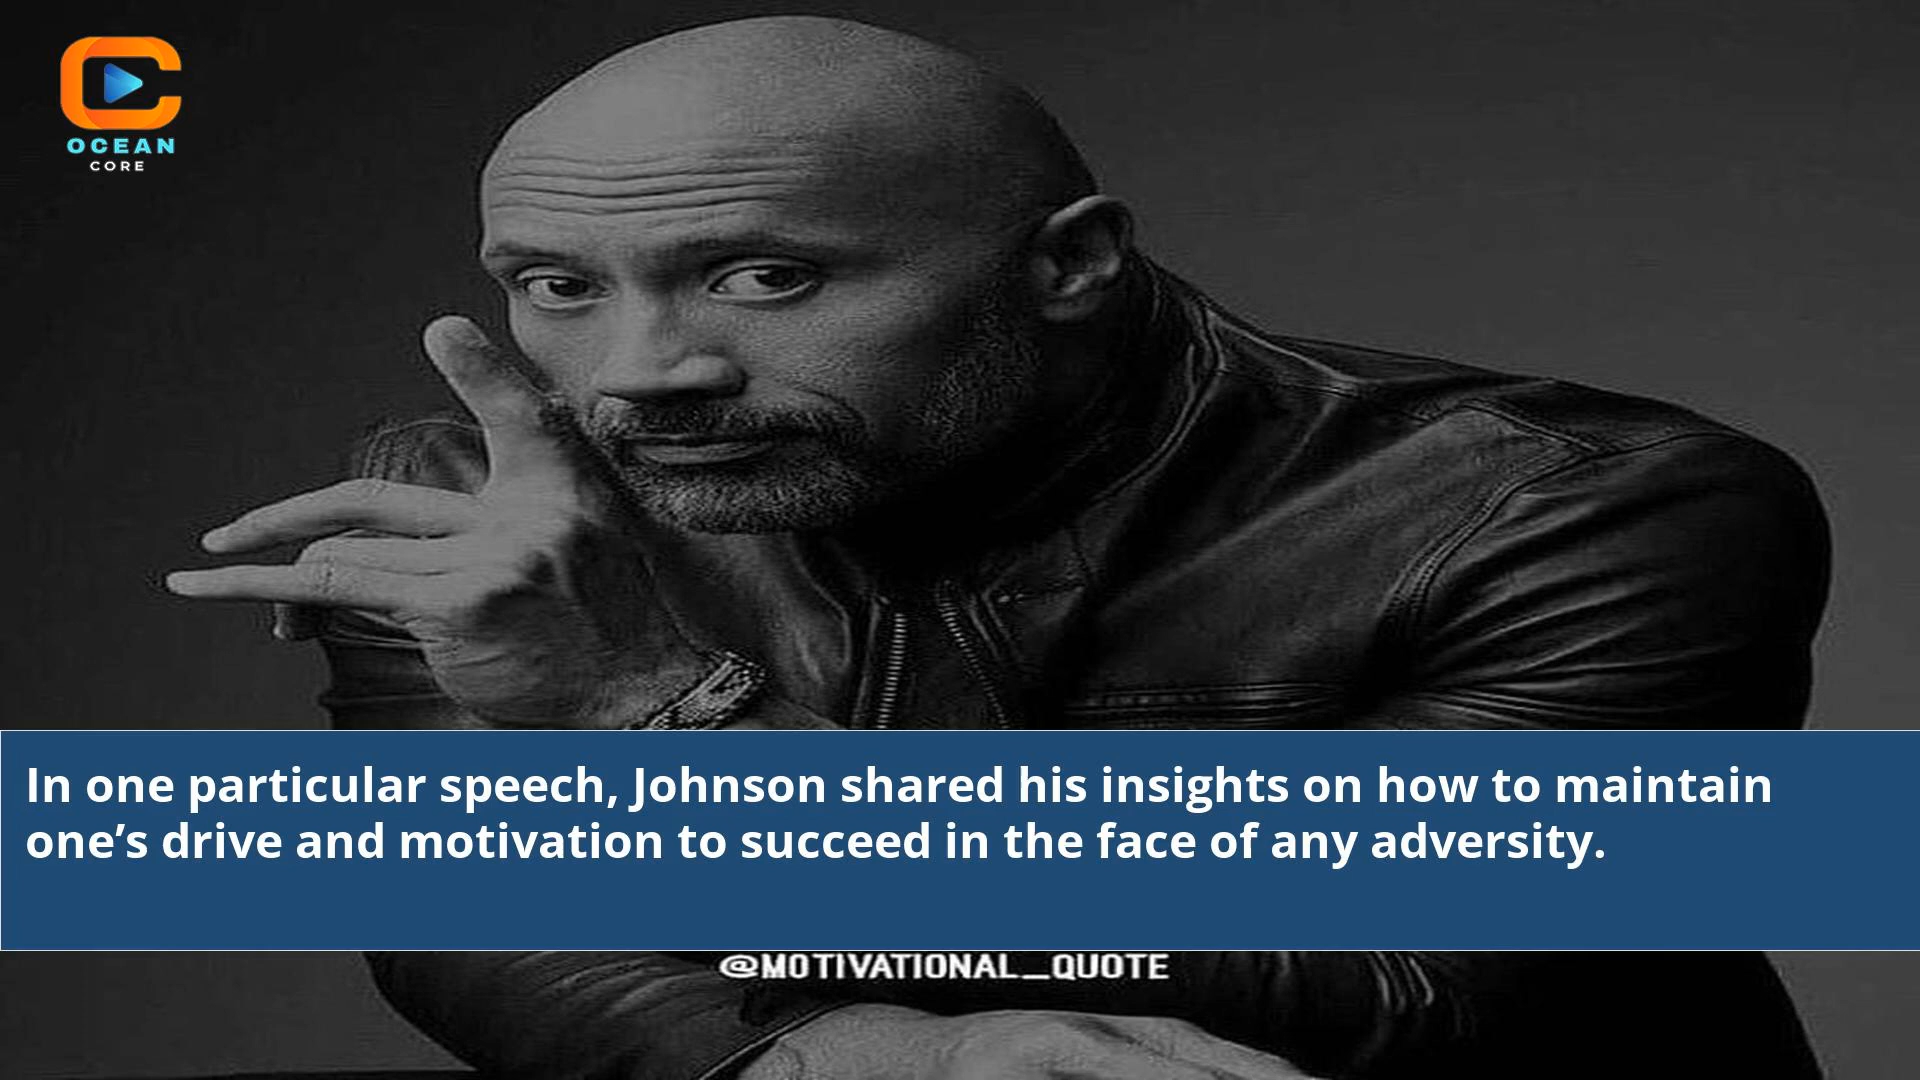 OCEAN
CORE
In one particular speech, Johnson shared his insights on how to maintain
one’s drive and motivation to succeed in the face of any adversity.
@MOTIVATIONAL_QUOTE